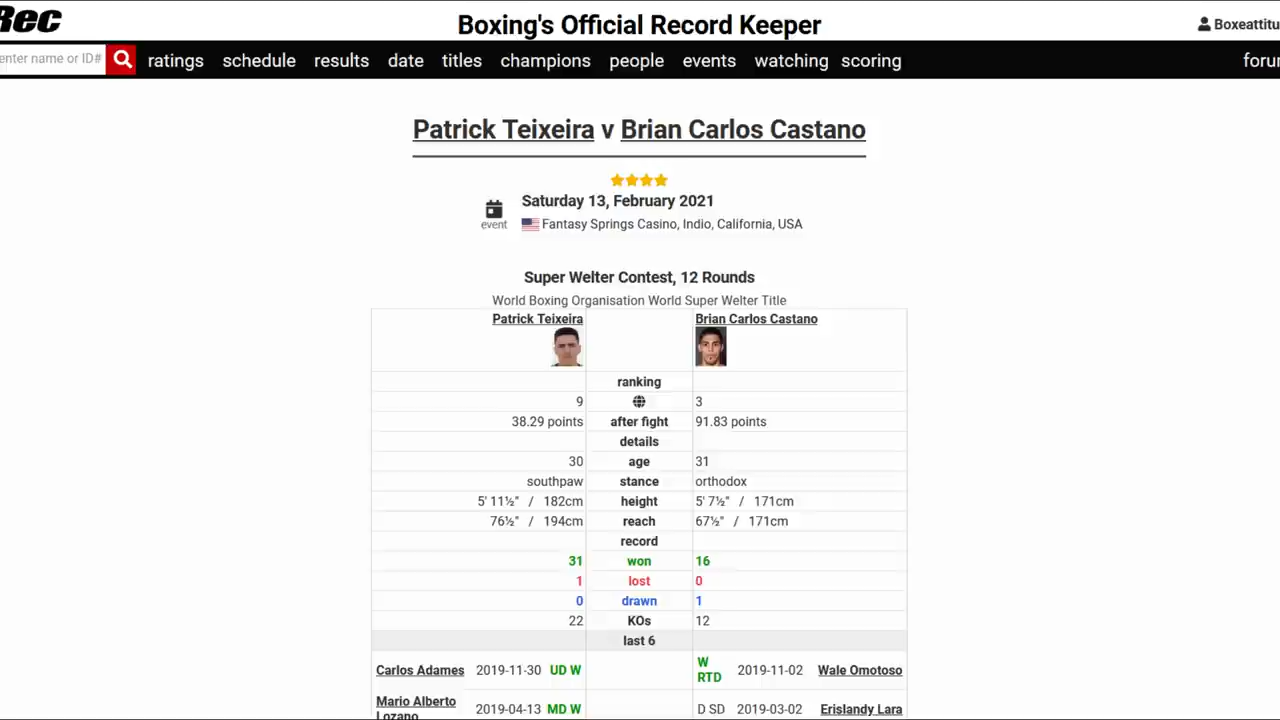 Rec
Boxing's Official Record Keeper
Boxeattitu
enter name or ID#
ratings schedule results date titles champions people events watching scoring forum
Patrick Teixeira v Brian Carlos Castano
event
Saturday 13, February 2021
Fantasy Springs Casino, Indio, California, USA
Super Welter Contest, 12 Rounds
World Boxing Organisation World Super Welter Title
Patrick Teixeira Brian Carlos Castano
ranking
9 3
38.29 points after fight 91.83 points
details
30 age 31
southpaw stance orthodox
5' 11½" / 182cm height 5' 7½" / 171cm
76½" / 194cm reach 67½" / 171cm
record
31 won 16
1 lost 0
0 drawn 1
22 KOs 12
last 6
Carlos Adames 2019-11-30 UD W W RTD 2019-11-02 Wale Omotoso
Mario Alberto Lozano 2019-04-13 MD W D SD 2019-03-02 Erislandy Lara